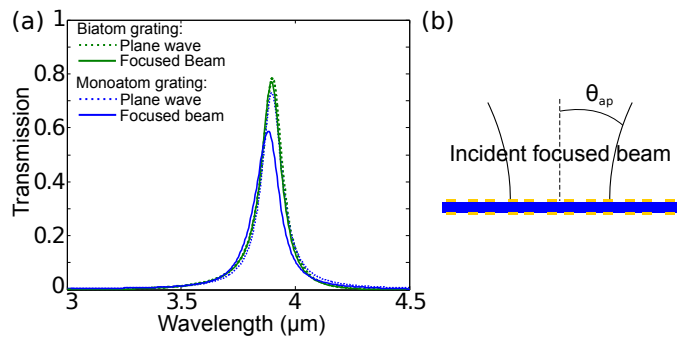 (a)
Biatom grating:
Plane wave
Focused Beam
Monoatom grating:
Plane wave
Focused beam
Transmission
1
0.8
0.6
0.4
0.2
0
3
3.5
4
4.5
Wavelength (μm)
(b)
θap
Incident focused beam